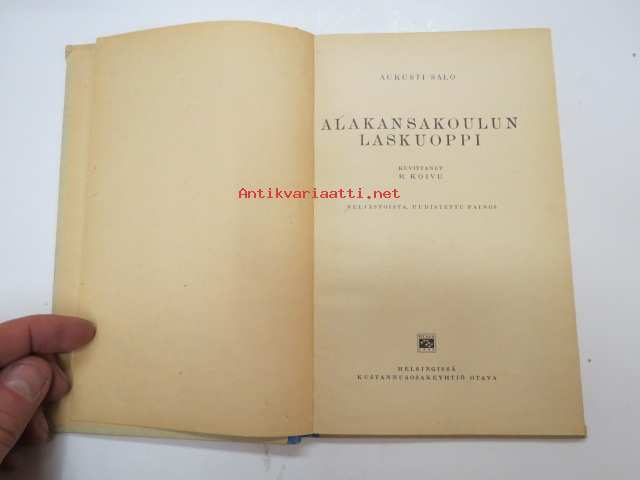 AUKUSTI SALO
ALAKANSAKOULUN
LASKUOPPI
KUVITTANUT
R. KOIVU
Antikvariaatti.net
NELJÄSTOISTA, UUDISTETTU PAINOS
HELSINGISSÄ
KUSTANNUSOSAKEYHTIÖ OTAVA